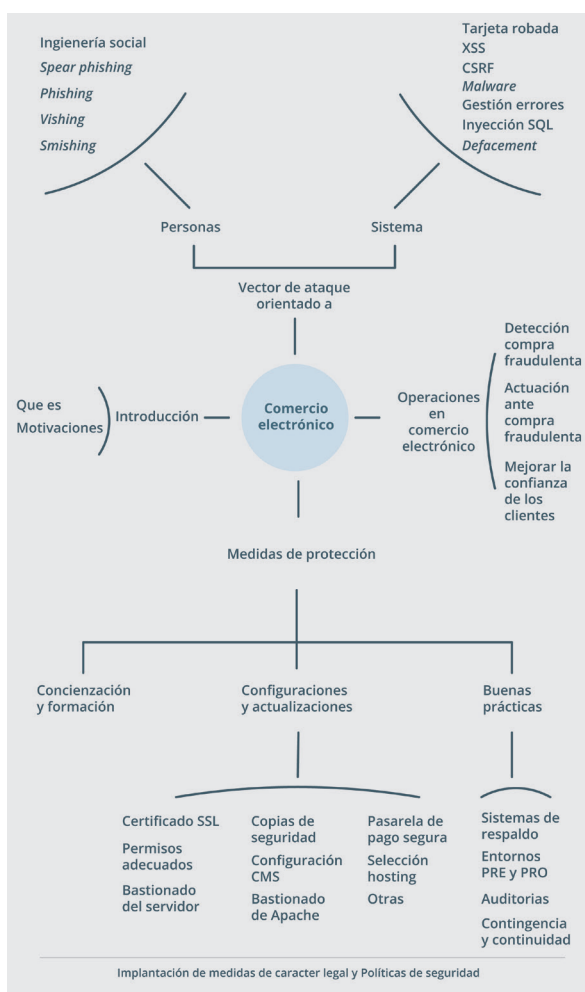 Ingienería social
Spear phishing
Phishing
Vishing
Smishing
Tarjeta robada
XSS
CSRF
Malware
Gestión errores
Inyección SQL
Defacement
Personas
Sistema
Vector de ataque
orientado a
Que es
Motivaciones
Introducción
Comercio
electrónico
Operaciones
en
comercio
electrónico
Detección
compra
fraudulenta
Actuación
ante
compra
fraudulenta
Mejorar la
confianza
de los
clientes
Medidas de protección
Concienzación
y formación
Configuraciones
y actualizaciones
Buenas
prácticas
Certificado SSL
Permisos
adecuados
Bastionado
del servidor
Copias de
seguridad
Configuración
CMS
Bastionado
de Apache
Pasarela de
pago segura
Selección
hosting
Otras
Sistemas de
respaldo
Entornos
PRE y PRO
Auditorias
Contingencia
y continuidad
Implantación de medidas de caracter legal y Políticas de seguridad